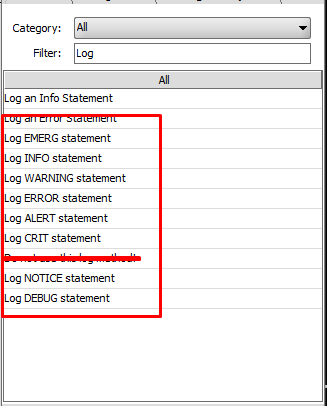 Category: All
Filter: Log
All
Log an Info Statement
Log an Error Statement
Log EMERG statement
Log INFO statement
Log WARNING statement
Log ERROR statement
Log ALERT statement
Log CRIT statement
Do not use this log method!
Log NOTICE statement
Log DEBUG statement